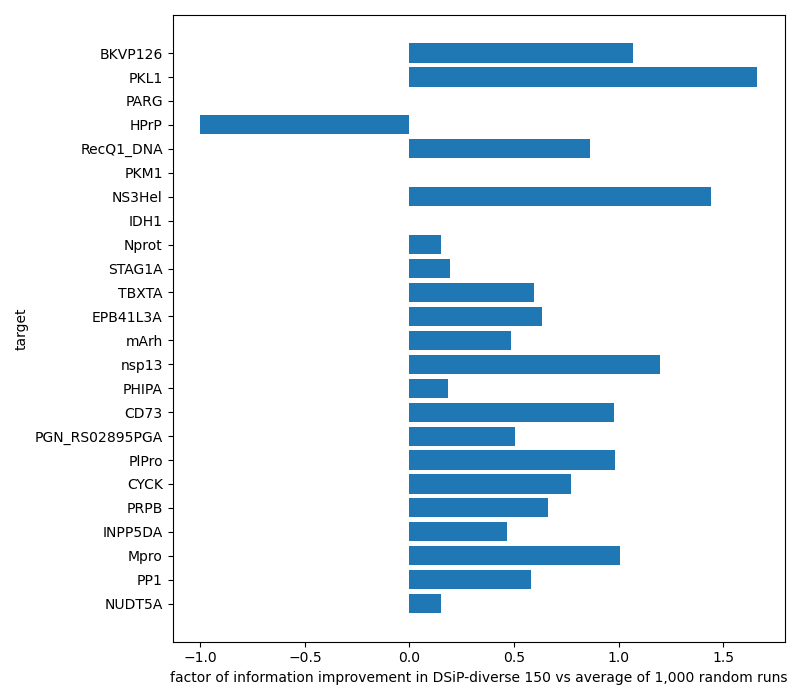 BKVP126
PKL1
PARG
HPrP
RecQ1_DNA
PKM1
NS3Hel
IDH1
Nprot
STAG1A
TBXTA
EPB41L3A
mArh
nsp13
PHIPA
CD73
PGN_RS02895PGA
PlPro
CYCK
PRPB
INPP5DA
Mpro
PP1
NUDT5A
target
−1.0 −0.5 0.0 0.5 1.0 1.5
factor of information improvement in DSiP-diverse 150 vs average of 1,000 random runs